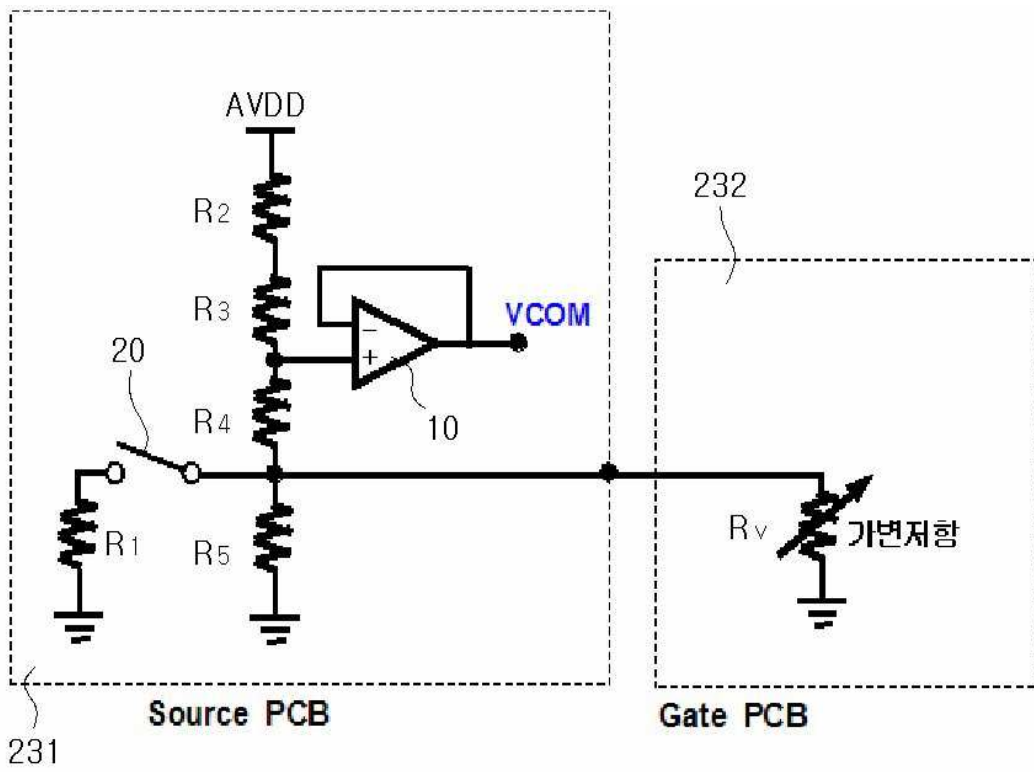 AVDD
R2
232
R3
VCOM
20
-
+
R4
10
R1
R5
Rv
가변저항
Source PCB
Gate PCB
231